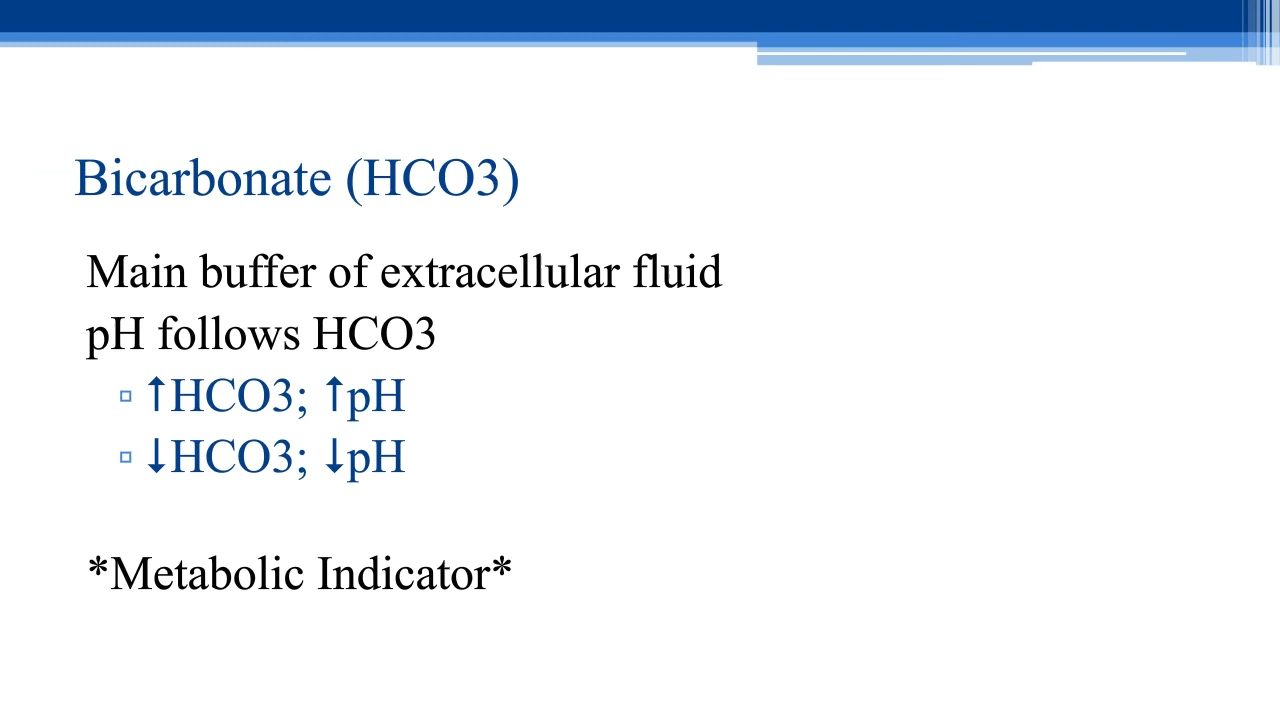 Bicarbonate (HCO3)
Main buffer of extracellular fluid
pH follows HCO3
▫ ↑HCO3; ↑pH
▫ ↓HCO3; ↓pH
*Metabolic Indicator*